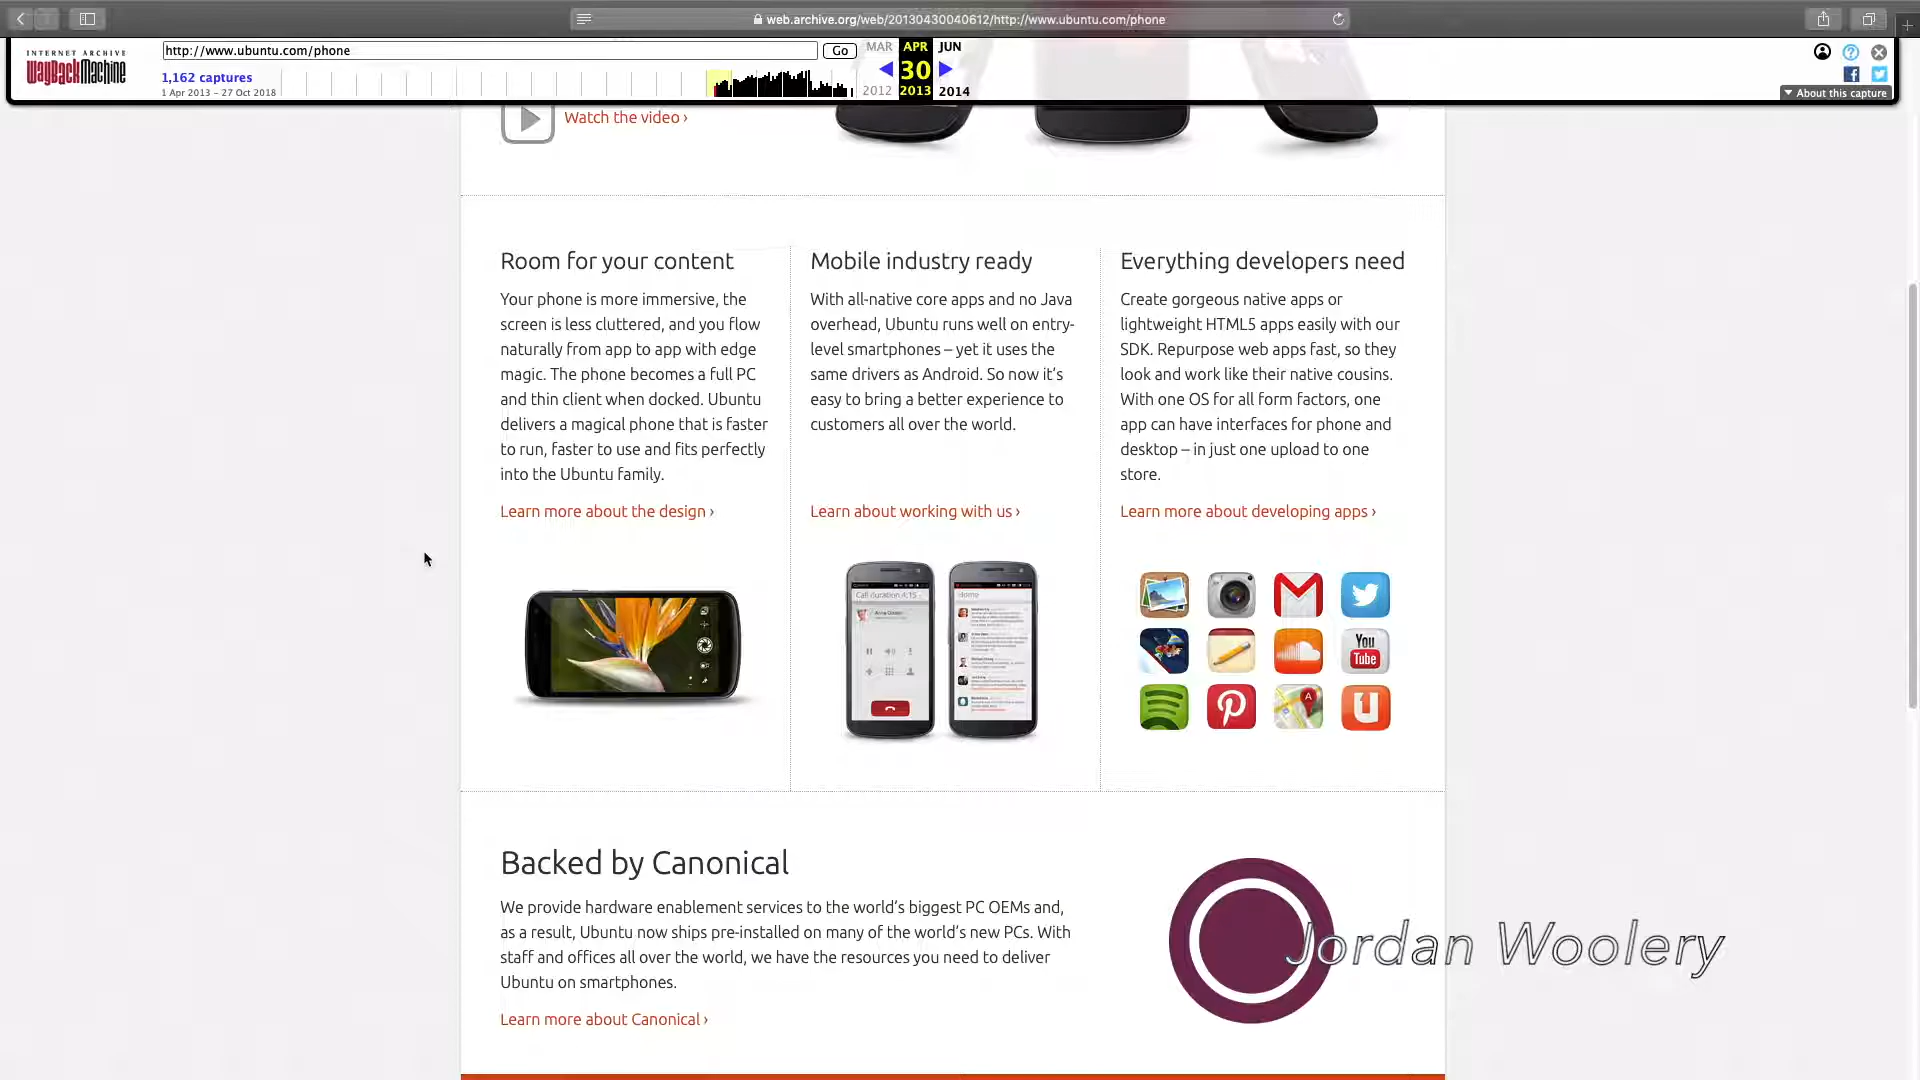 web.archive.org/web/20130430040612/http://www.ubuntu.com/phone
INTERNET ARCHIVE
WayBackMachine
http://www.ubuntu.com/phone
Go
MAR
APR
JUN
1,162 captures
30
1 Apr 2013 – 27 Oct 2018
2012
2013
2014
About this capture
Watch the video ›
Room for your content
Your phone is more immersive, the
screen is less cluttered, and you flow
naturally from app to app with edge
magic. The phone becomes a full PC
and thin client when docked. Ubuntu
delivers a magical phone that is faster
to run, faster to use and fits perfectly
into the Ubuntu family.
Learn more about the design ›
Mobile industry ready
With all-native core apps and no Java
overhead, Ubuntu runs well on entry-
level smartphones – yet it uses the
same drivers as Android. So now it’s
easy to bring a better experience to
customers all over the world.
Learn about working with us ›
Call duration 4:15
Home
Everything developers need
Create gorgeous native apps or
lightweight HTML5 apps easily with our
SDK. Repurpose web apps fast, so they
look and work like their native cousins.
With one OS for all form factors, one
app can have interfaces for phone and
desktop – in just one upload to one
store.
Learn more about developing apps ›
You
Tube
A
Backed by Canonical
We provide hardware enablement services to the world’s biggest PC OEMs and,
as a result, Ubuntu now ships pre-installed on many of the world’s new PCs. With
staff and offices all over the world, we have the resources you need to deliver
Ubuntu on smartphones.
Learn more about Canonical ›
Jordan Woolery